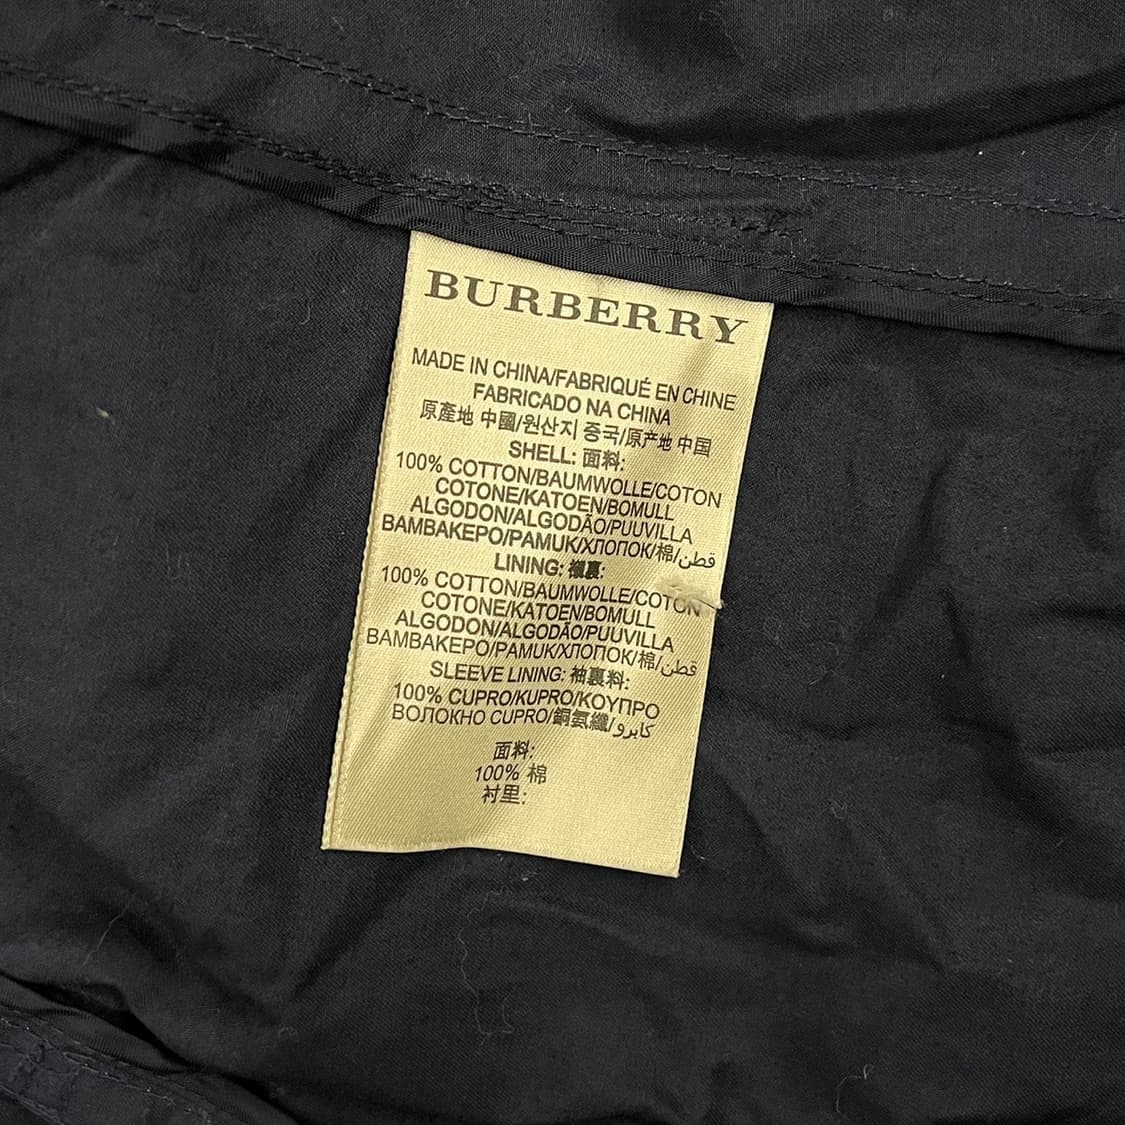 BURBERRY
MADE IN CHINA/FABRIQUÉ EN CHINE
FABRICADO NA CHINA
原產地 中國/원산지 중국/原产地 中国
SHELL: 面料:
100% COTTON/BAUMWOLLE/COTON
COTONE/KATOEN/BOMULL
ALGODON/ALGODÃO/PUUVILLA
BAMBAKEPO/PAMUK/ХЛОПОК/棉/قطن
LINING: 襯裏:
100% COTTON/BAUMWOLLE/COTON
COTONE/KATOEN/BOMULL
ALGODON/ALGODÃO/PUUVILLA
BAMBAKEPO/PAMUK/ХЛОПОК/棉/قطن
SLEEVE LINING: 袖裏料:
100% CUPRO/KUPRO/ΚΟΥΠΡΟ
ВОЛОКНО CUPRO/銅氨纖/كابرو
面料:
100% 棉
衬里: